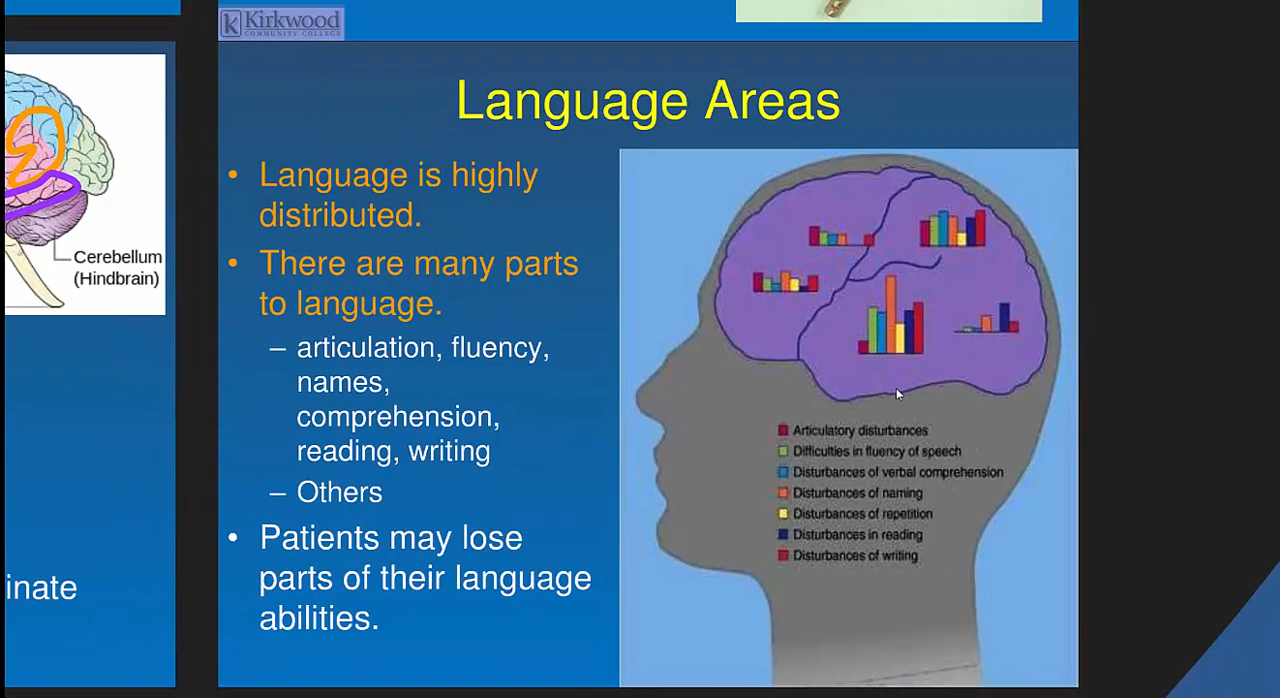 Kirkwood
COMMUNITY COLLEGE
Cerebellum
(Hindbrain)
inate
Language Areas
• Language is highly
distributed.
• There are many parts
to language.
– articulation, fluency,
names,
comprehension,
reading, writing
– Others
• Patients may lose
parts of their language
abilities.
Articulatory disturbances
Difficulties in fluency of speech
Disturbances of verbal comprehension
Disturbances of naming
Disturbances of repetition
Disturbances in reading
Disturbances of writing